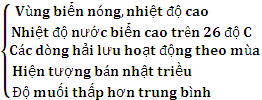 Vùng biển nóng, nhiệt độ cao
Nhiệt độ nước biển cao trên 26 độ C
Các dòng hải lưu hoạt động theo mùa
Hiện tượng bán nhật triều
Độ muối thấp hơn trung bình